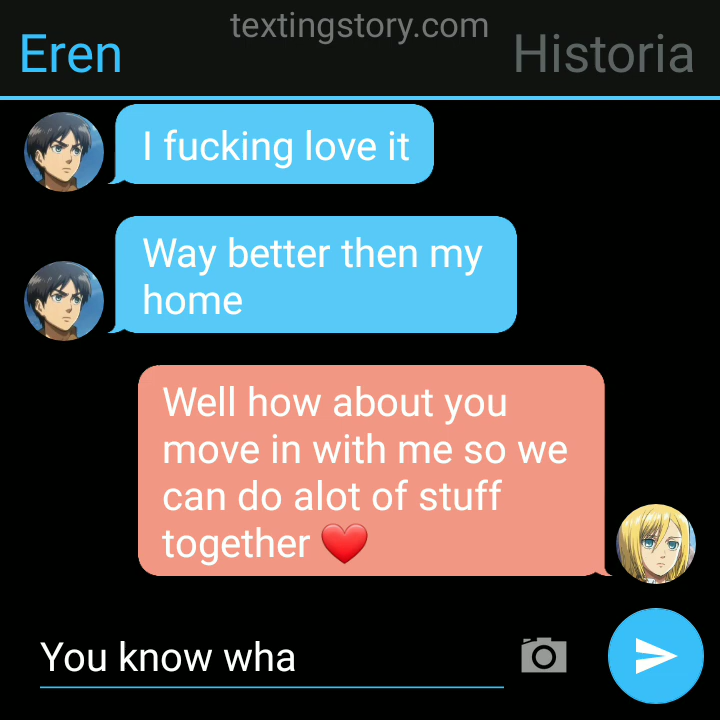 textingstory.com
Eren
Historia
I fucking love it
Way better then my
home
Well how about you
move in with me so we
can do alot of stuff
together ❤️
You know wha